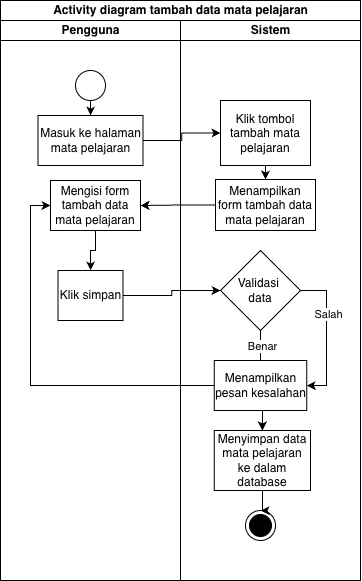 Activity diagram tambah data mata pelajaran
Pengguna
Sistem
Masuk ke halaman
mata pelajaran
Klik tombol
tambah mata
pelajaran
Mengisi form
tambah data
mata pelajaran
Menampilkan
form tambah data
mata pelajaran
Klik simpan
Validasi
data
Salah
Benar
Menampilkan
pesan kesalahan
Menyimpan data
mata pelajaran
ke dalam
database